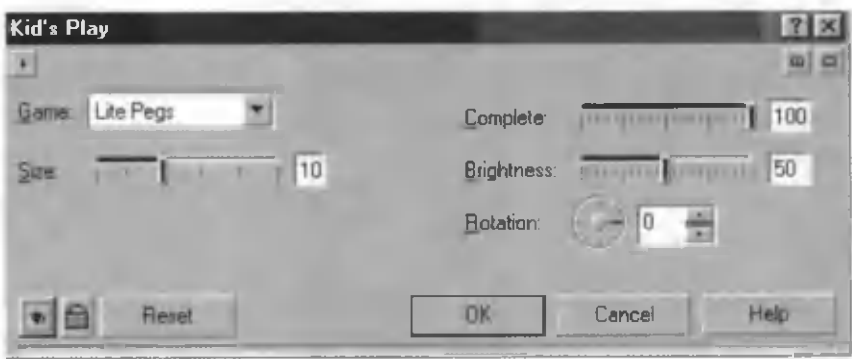 Kid's Play
Game: Lite Pegs
Size: 10
Complete: 100
Brightness: 50
Rotation: 0
Reset
OK
Cancel
Help